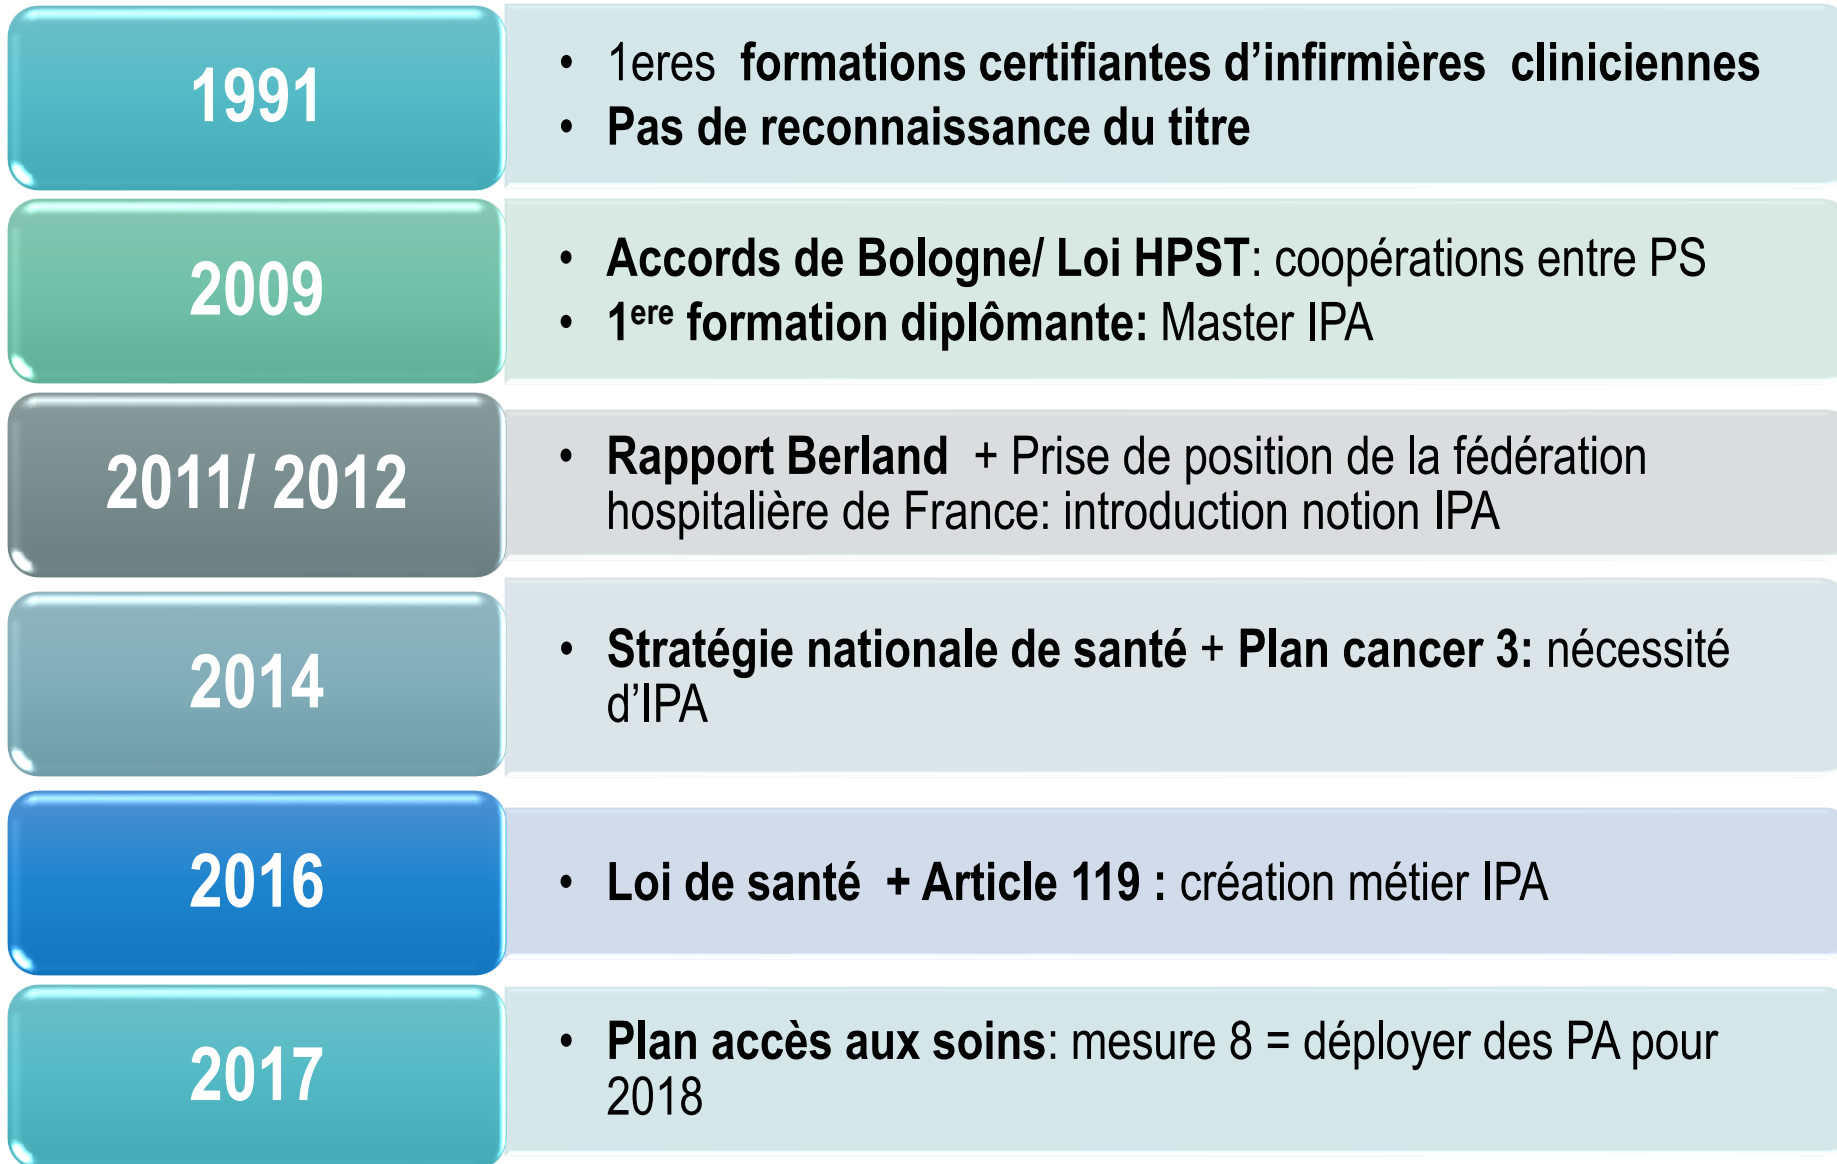 1991
• 1eres formations certifiantes d’infirmières cliniciennes
• Pas de reconnaissance du titre
2009
• Accords de Bologne/ Loi HPST: coopérations entre PS
• 1ere formation diplômante: Master IPA
2011/ 2012
• Rapport Berland + Prise de position de la fédération
hospitalière de France: introduction notion IPA
2014
• Stratégie nationale de santé + Plan cancer 3: nécessité
d’IPA
2016
• Loi de santé + Article 119 : création métier IPA
2017
• Plan accès aux soins: mesure 8 = déployer des PA pour
2018